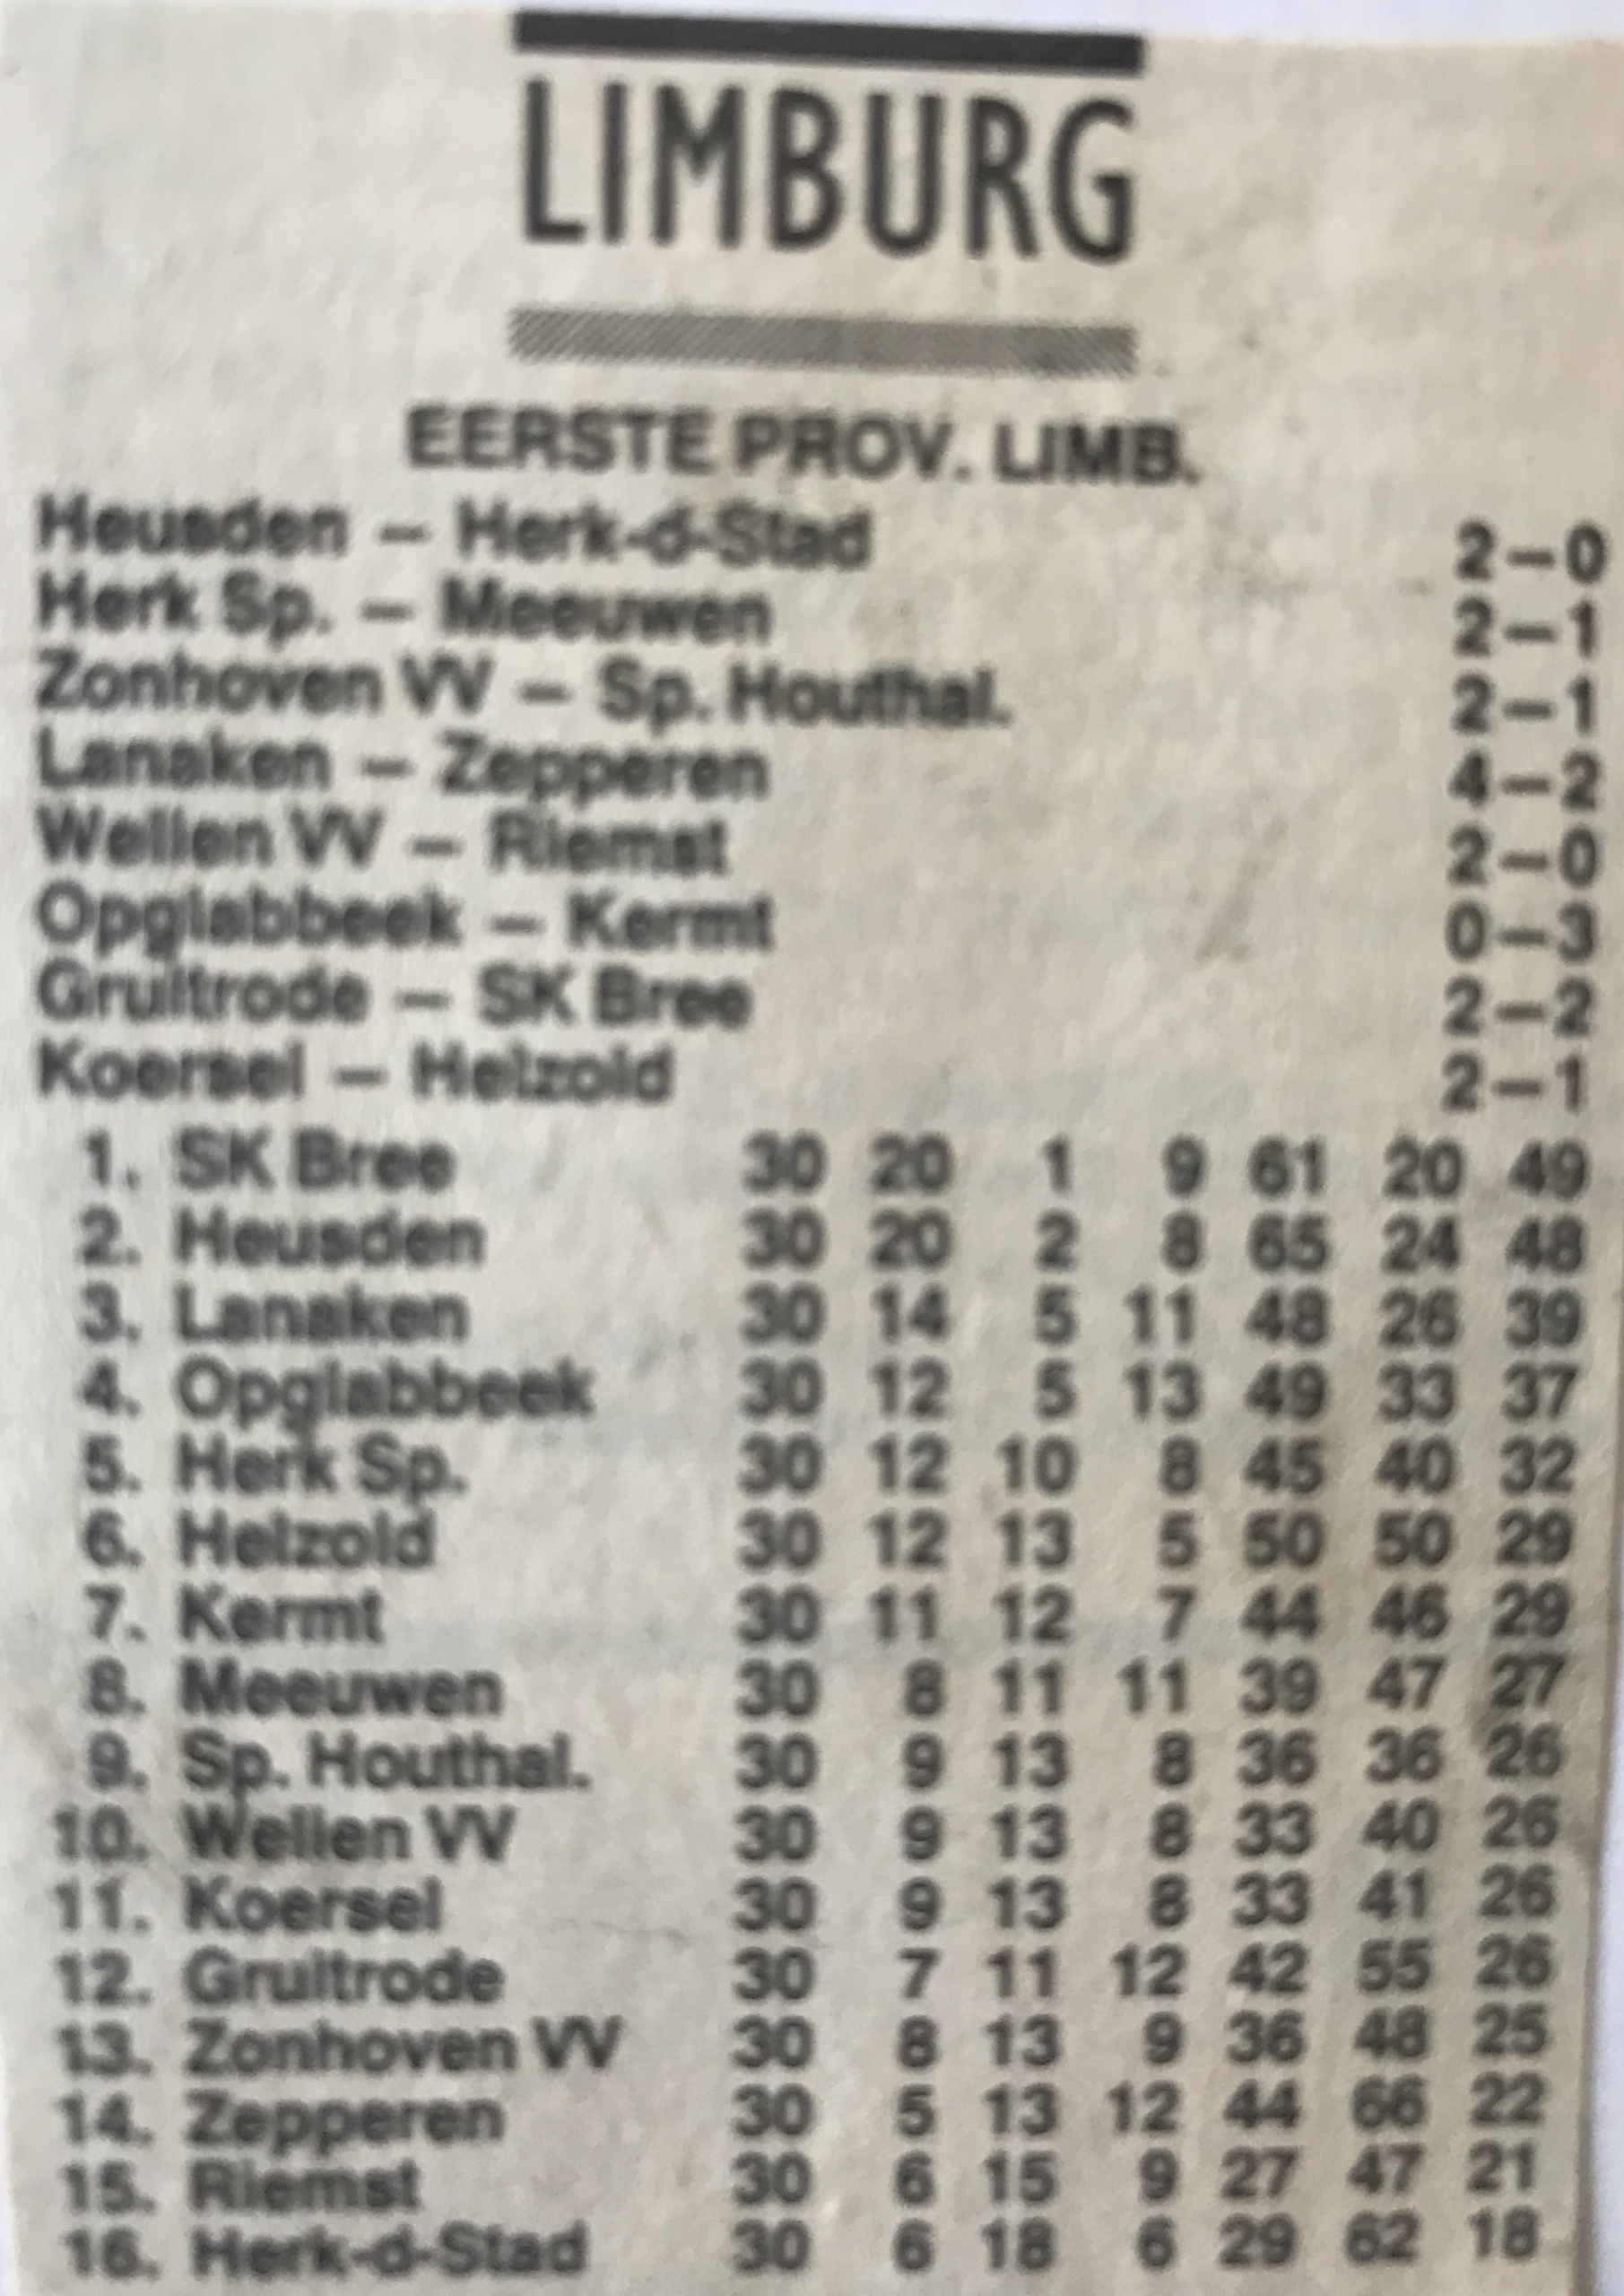 LIMBURG
EERSTE PROV. LIMB.
Heusden – Herk-d-Stad 2–0
Herk Sp. – Meeuwen 2–1
Zonhoven VV – Sp. Houthal. 2–1
Lanaken – Zepperen 4–2
Wellen VV – Riemst 2–0
Opglabbeek – Kermt 0–3
Gruitrode – SK Bree 2–2
Koersel – Helzold 2–1
1. SK Bree 30 20 1 9 61 20 49
2. Heusden 30 20 2 8 65 24 48
3. Lanaken 30 14 5 11 48 26 39
4. Opglabbeek 30 12 5 13 49 33 37
5. Herk Sp. 30 12 10 8 45 40 32
6. Helzold 30 12 13 5 50 50 29
7. Kermt 30 11 12 7 44 46 29
8. Meeuwen 30 8 11 11 39 47 27
9. Sp. Houthal. 30 9 13 8 36 36 26
10. Wellen VV 30 9 13 8 33 40 26
11. Koersel 30 9 13 8 33 41 26
12. Gruitrode 30 7 11 12 42 55 26
13. Zonhoven VV 30 8 13 9 36 48 25
14. Zepperen 30 5 13 12 44 66 22
15. Riemst 30 6 15 9 27 47 21
16. Herk-d-Stad 30 6 18 6 29 62 18